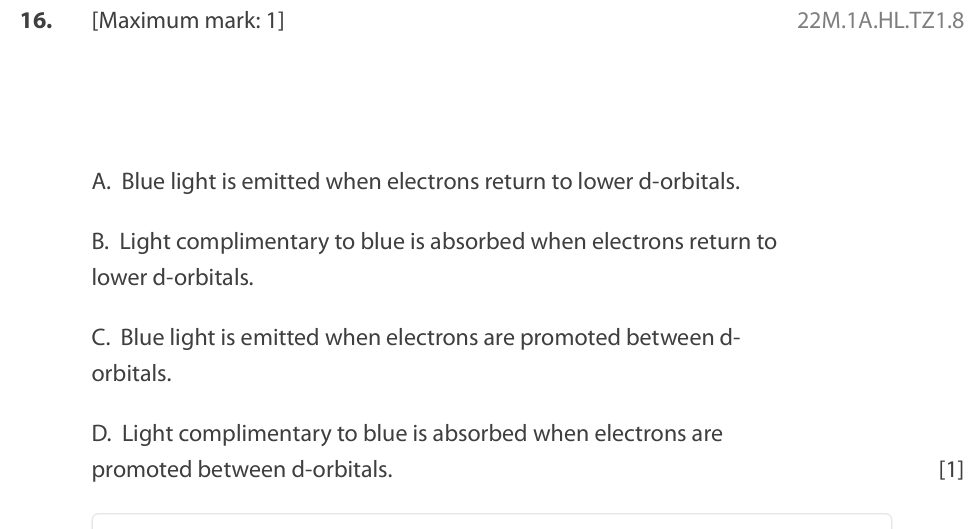 16. [Maximum mark: 1] 22M.1A.HL.TZ1.8
A. Blue light is emitted when electrons return to lower d-orbitals.
B. Light complimentary to blue is absorbed when electrons return to
lower d-orbitals.
C. Blue light is emitted when electrons are promoted between d-
orbitals.
D. Light complimentary to blue is absorbed when electrons are
promoted between d-orbitals. [1]